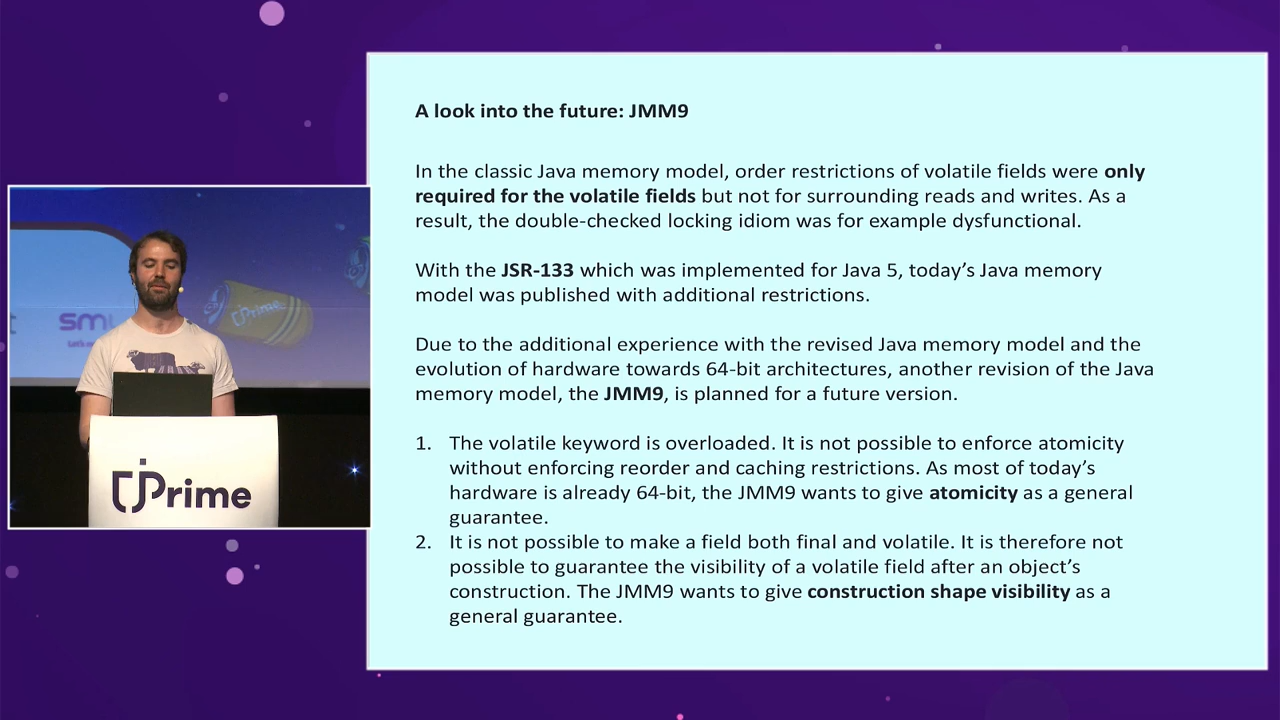 A look into the future: JMM9
In the classic Java memory model, order restrictions of volatile fields were only
required for the volatile fields but not for surrounding reads and writes. As a
result, the double-checked locking idiom was for example dysfunctional.
With the JSR-133 which was implemented for Java 5, today's Java memory
model was published with additional restrictions.
Due to the additional experience with the revised Java memory model and the
evolution of hardware towards 64-bit architectures, another revision of the Java
memory model, the JMM9, is planned for a future version.
1. The volatile keyword is overloaded. It is not possible to enforce atomicity
without enforcing reorder and caching restrictions. As most of today's
hardware is already 64-bit, the JMM9 wants to give atomicity as a general
guarantee.
2. It is not possible to make a field both final and volatile. It is therefore not
possible to guarantee the visibility of a volatile field after an object's
construction. The JMM9 wants to give construction shape visibility as a
general guarantee.
jPrime
jPrime